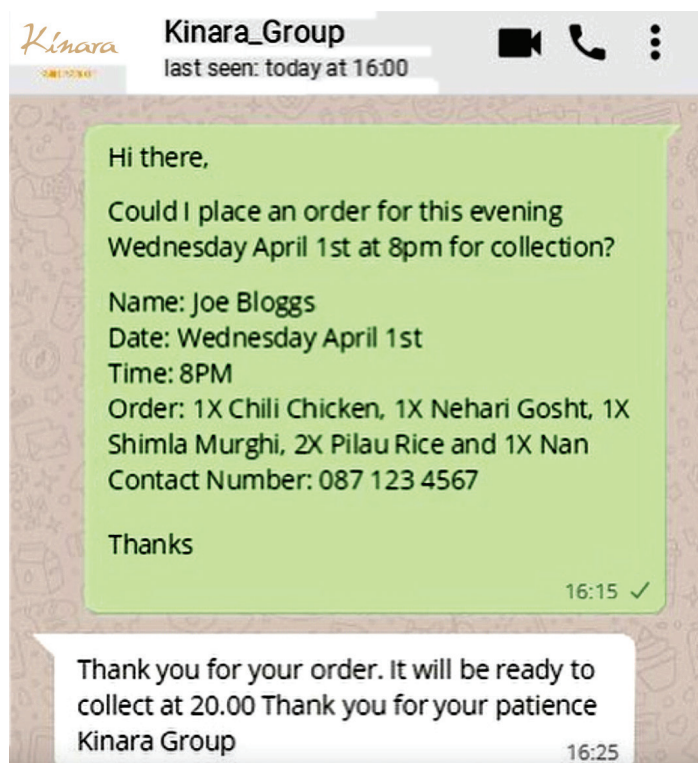 Kinara
Kinara_Group
last seen: today at 16:00
Hi there,
Could I place an order for this evening
Wednesday April 1st at 8pm for collection?
Name: Joe Bloggs
Date: Wednesday April 1st
Time: 8PM
Order: 1X Chili Chicken, 1X Nehari Gosht, 1X
Shimla Murghi, 2X Pilau Rice and 1X Nan
Contact Number: 087 123 4567
Thanks
16:15
Thank you for your order. It will be ready to
collect at 20.00 Thank you for your patience
Kinara Group
16:25